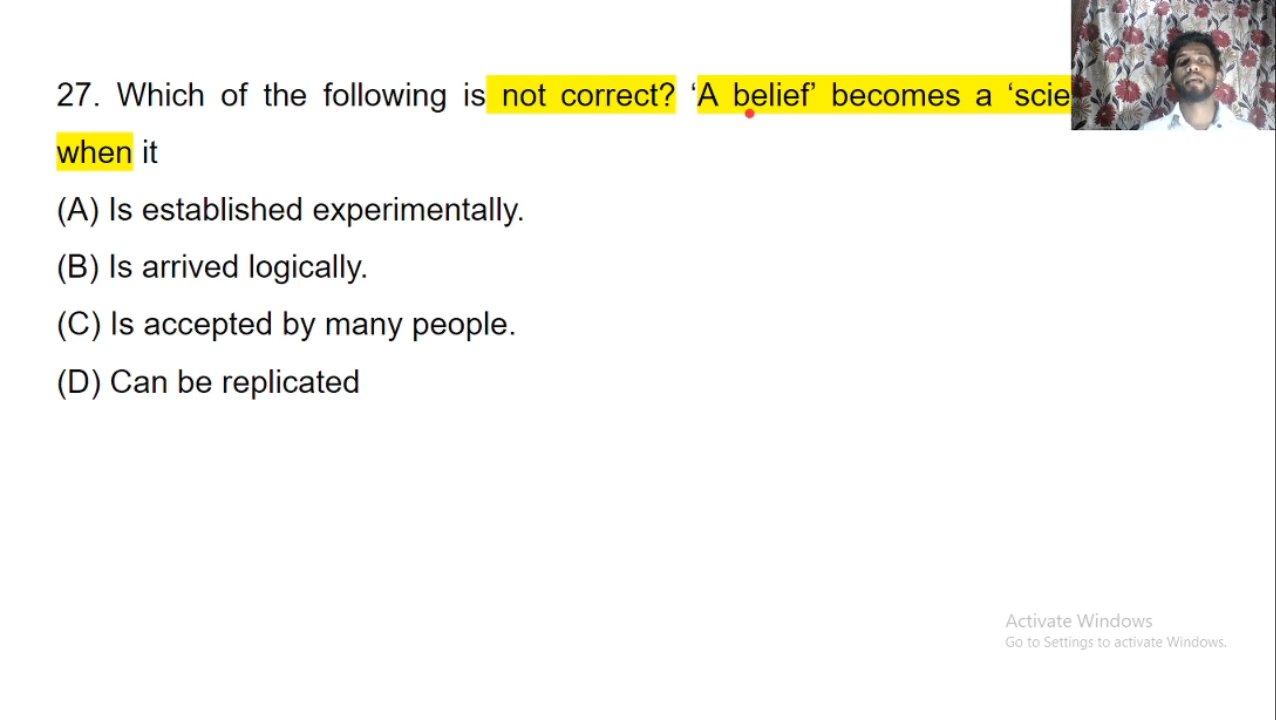 27. Which of the following is not correct? ‘A belief’ becomes a ‘scie
when it
(A) Is established experimentally.
(B) Is arrived logically.
(C) Is accepted by many people.
(D) Can be replicated
Activate Windows
Go to Settings to activate Windows.